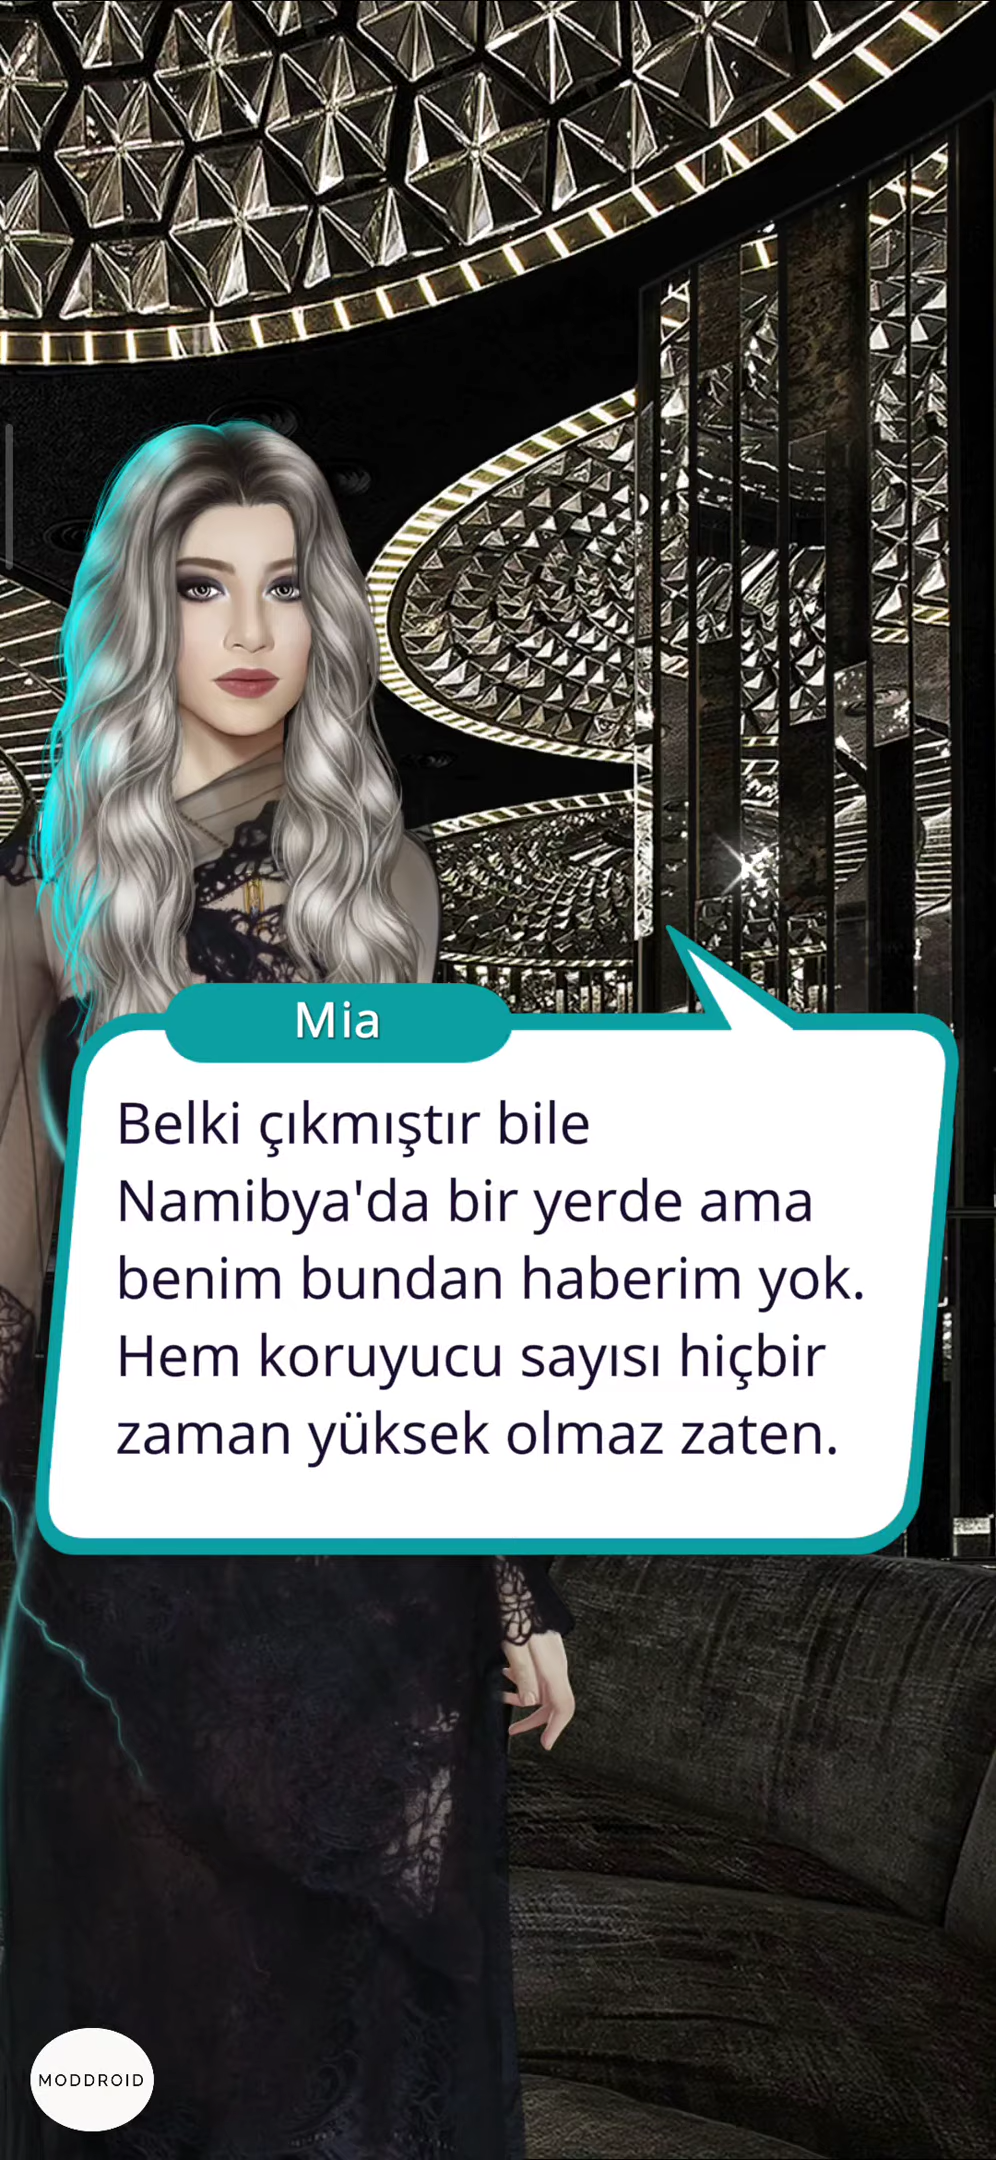 Mia
Belki çıkmıştır bile
Namibya'da bir yerde ama
benim bundan haberim yok.
Hem koruyucu sayısı hiçbir
zaman yüksek olmaz zaten.
MODDROID